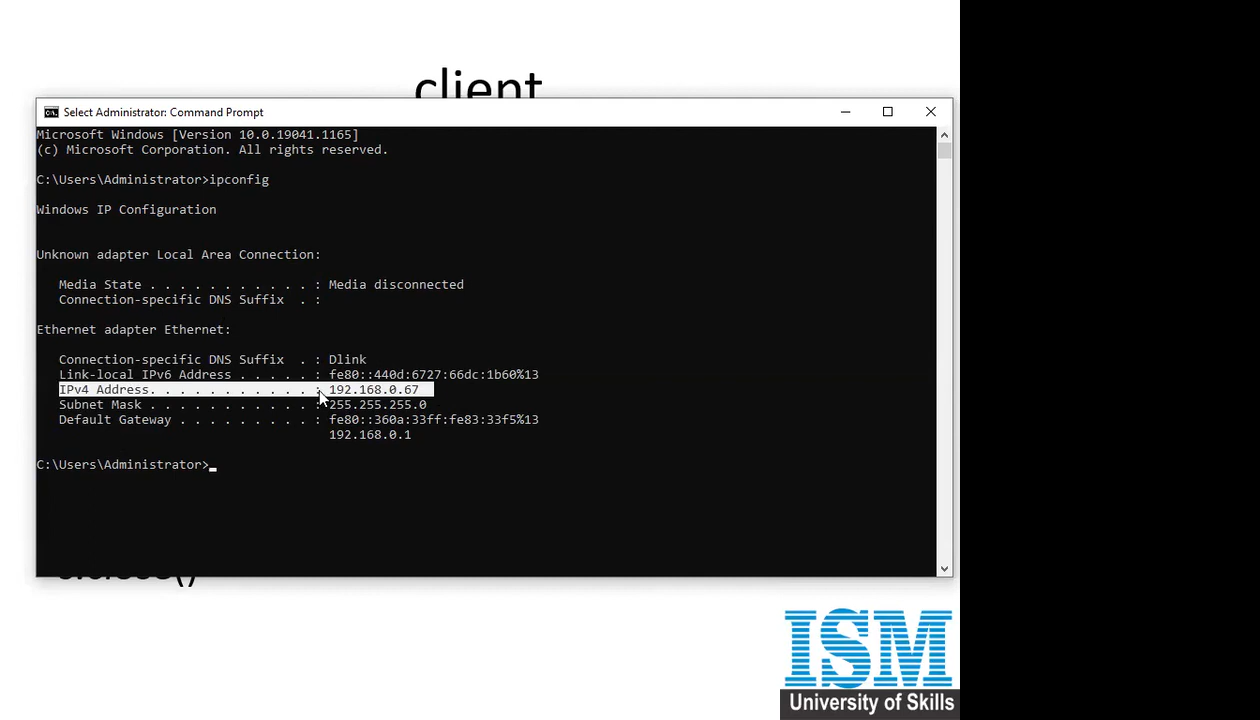 client
Select Administrator: Command Prompt
Microsoft Windows [Version 10.0.19041.1165]
(c) Microsoft Corporation. All rights reserved.
C:\Users\Administrator>ipconfig
Windows IP Configuration
Unknown adapter Local Area Connection:
Media State . . . . . . . . . . . : Media disconnected
Connection-specific DNS Suffix  . :
Ethernet adapter Ethernet:
Connection-specific DNS Suffix  . : Dlink
Link-local IPv6 Address . . . . . : fe80::440d:6727:66dc:1b60%13
IPv4 Address. . . . . . . . . . . : 192.168.0.67
Subnet Mask . . . . . . . . . . . : 255.255.255.0
Default Gateway . . . . . . . . . : fe80::360a:33ff:fe83:33f5%13
192.168.0.1
C:\Users\Administrator>
ISM
University of Skills